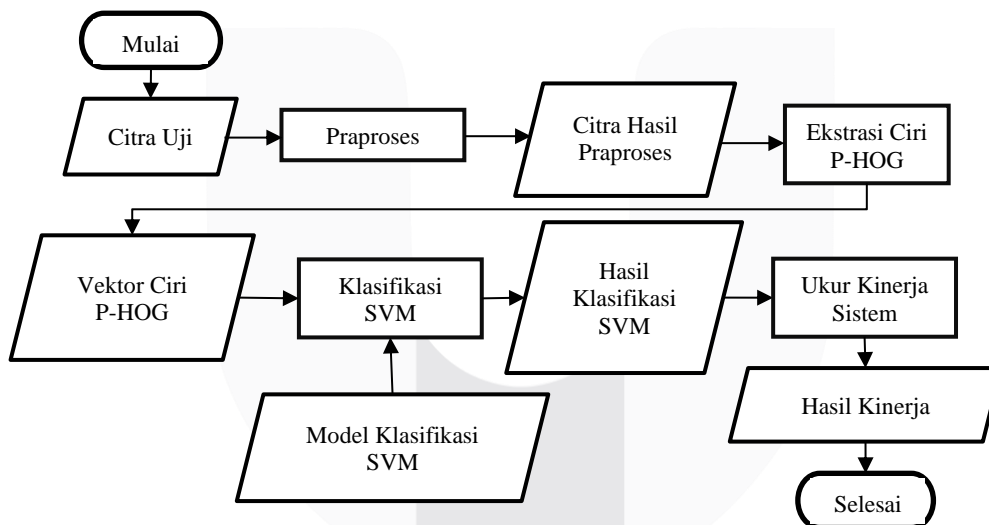 Mulai
Citra Uji
Praproses
Citra Hasil
Praproses
Ekstrasi Ciri
P-HOG
Vektor Ciri
P-HOG
Klasifikasi
SVM
Hasil
Klasifikasi
SVM
Ukur Kinerja
Sistem
Model Klasifikasi
SVM
Hasil Kinerja
Selesai